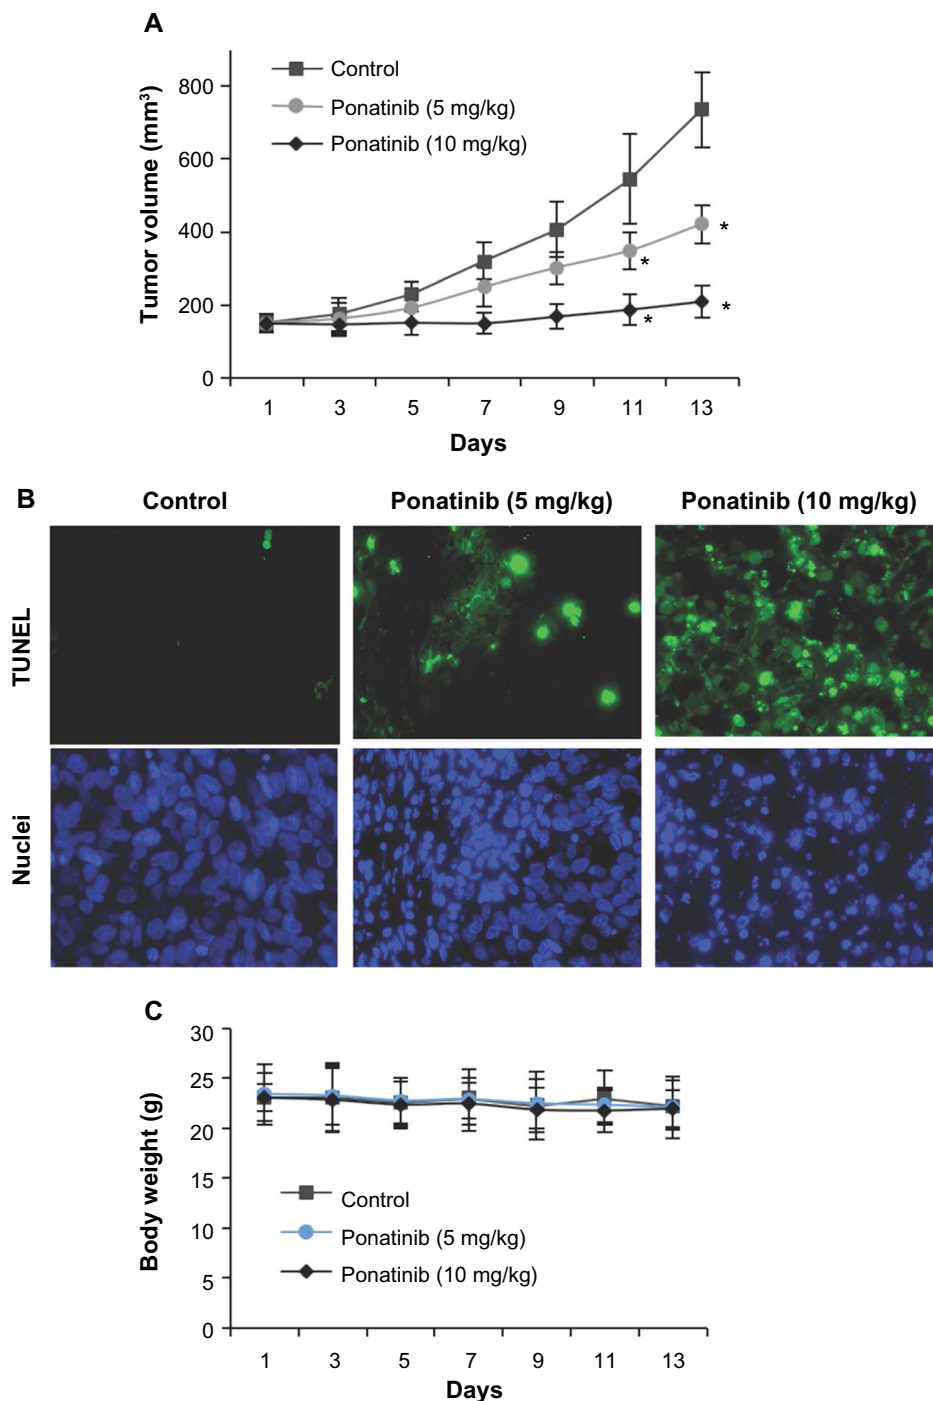 A
Tumor volume (mm³)
800
600
400
200
0
Control
Ponatinib (5 mg/kg)
Ponatinib (10 mg/kg)
*
*
*
*
1 3 5 7 9 11 13
Days
B
Control Ponatinib (5 mg/kg) Ponatinib (10 mg/kg)
TUNEL
Nuclei
C
Body weight (g)
30
25
20
15
10
5
0
Control
Ponatinib (5 mg/kg)
Ponatinib (10 mg/kg)
1 3 5 7 9 11 13
Days